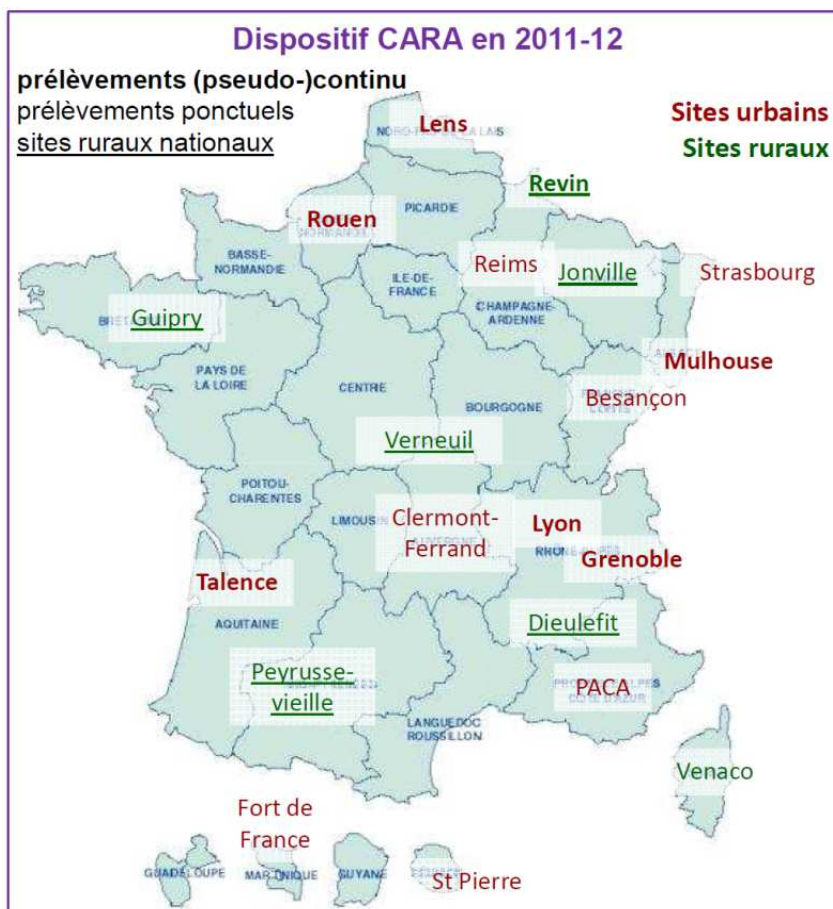 Dispositif CARA en 2011-12
prélèvements (pseudo-)continu
prélèvements ponctuels
sites ruraux nationaux
Sites urbains
Sites ruraux
Lens
Revin
Rouen
PICARDIE
BASSE-
NORMANDIE
ILE-DE-
FRANCE
Reims
Jonville
Strasbourg
CHAMPAGNE-
ARDENNE
Guipry
PAYS DE
LA LOIRE
Mulhouse
Besançon
CENTRE
BOURGOGNE
Verneuil
POITOU-
CHARENTES
LIMOUSIN
Clermont-
Ferrand
Lyon
Grenoble
Talence
AQUITAINE
Dieulefit
Peyrusse-
vieille
PACA
LANGUEDOC
ROUSSILLON
Venaco
Fort de
France
GUADELOUPE
MARTINIQUE
GUYANE
St Pierre